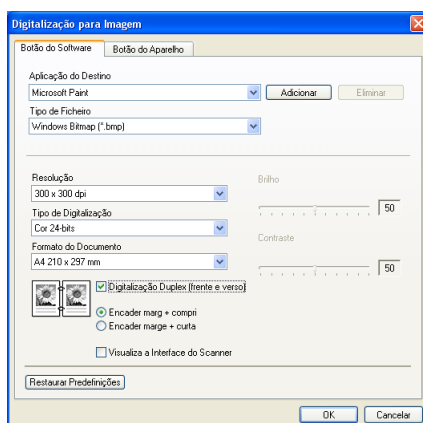 Digitalização para Imagem
Botão do Software
Botão do Aparelho
Aplicação do Destino
Microsoft Paint
Adicionar
Eliminar
Tipo de Ficheiro
Windows Bitmap (*.bmp)
Resolução
300 x 300 dpi
Brilho
50
Tipo de Digitalização
Cor 24-bits
Contraste
Formato do Documento
A4 210 x 297 mm
50
Digitalização Duplex (frente e verso)
Encader marg + compri
Encader marge + curta
Visualiza a Interface do Scanner
Restaurar Predefinições
OK
Cancelar